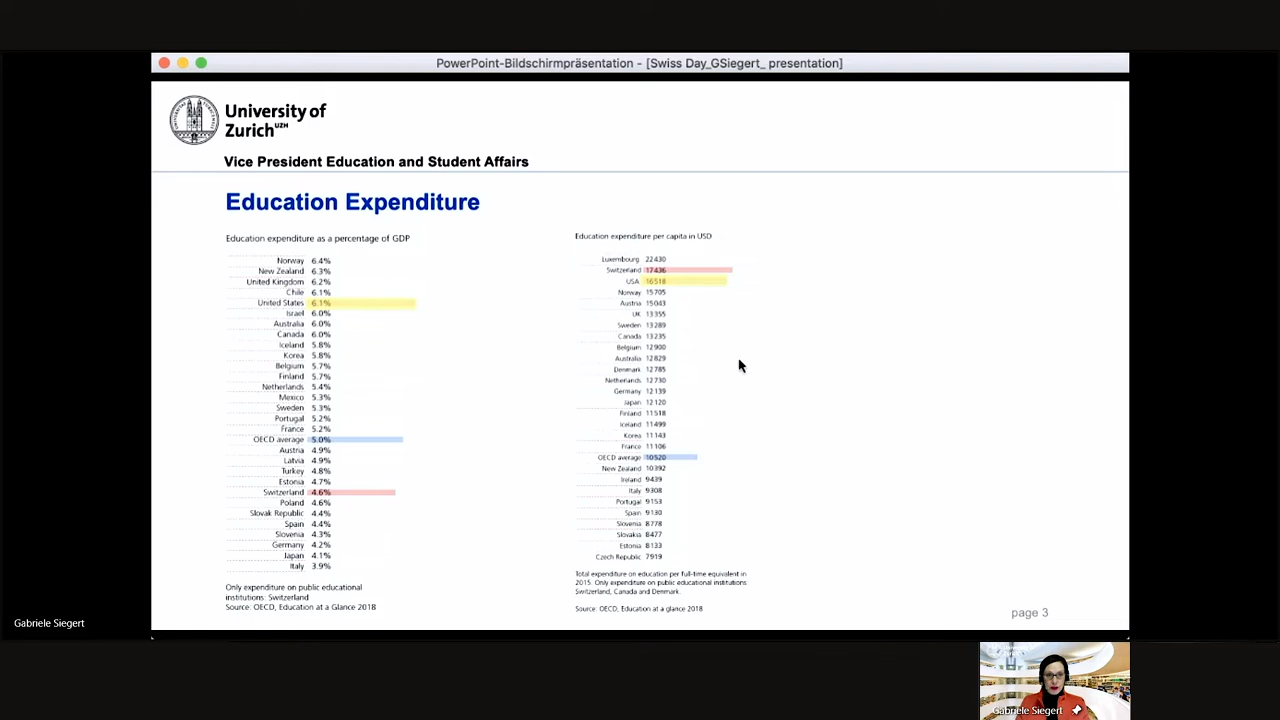 PowerPoint-Bildschirmpräsentation - [Swiss Day_GSiegert_ presentation]
University of
Zurich UZH
Vice President Education and Student Affairs
Education Expenditure
Education expenditure as a percentage of GDP
Norway 6.4%
New Zealand 6.3%
United Kingdom 6.2%
Chile 6.1%
United States 6.1%
Israel 6.0%
Australia 6.0%
Canada 6.0%
Iceland 5.8%
Korea 5.8%
Belgium 5.7%
Finland 5.7%
Netherlands 5.4%
Mexico 5.3%
Sweden 5.3%
Portugal 5.2%
France 5.2%
OECD average 5.0%
Austria 4.9%
Latvia 4.9%
Turkey 4.8%
Estonia 4.7%
Switzerland 4.6%
Poland 4.6%
Slovak Republic 4.4%
Spain 4.4%
Slovenia 4.3%
Germany 4.2%
Japan 4.1%
Italy 3.9%
Only expenditure on public educational
institutions: Switzerland
Source: OECD, Education at a Glance 2018
Education expenditure per capita in USD
Luxembourg 22430
Switzerland 17436
USA 16518
Norway 15705
Austria 15043
UK 13355
Sweden 13289
Canada 13235
Belgium 12900
Australia 12829
Denmark 12785
Netherlands 12730
Germany 12139
Japan 12120
Finland 11518
Iceland 11499
Korea 11143
France 11106
OECD average 10520
New Zealand 10392
Ireland 9439
Italy 9308
Portugal 9153
Spain 9130
Slovenia 8778
Slovakia 8477
Estonia 8133
Czech Republic 7919
Total expenditure on education per full-time equivalent in
2015. Only expenditure on public educational institutions:
Switzerland, Canada and Denmark.
Source: OECD, Education at a glance 2018
page 3
Gabriele Siegert
Gabriele Siegert